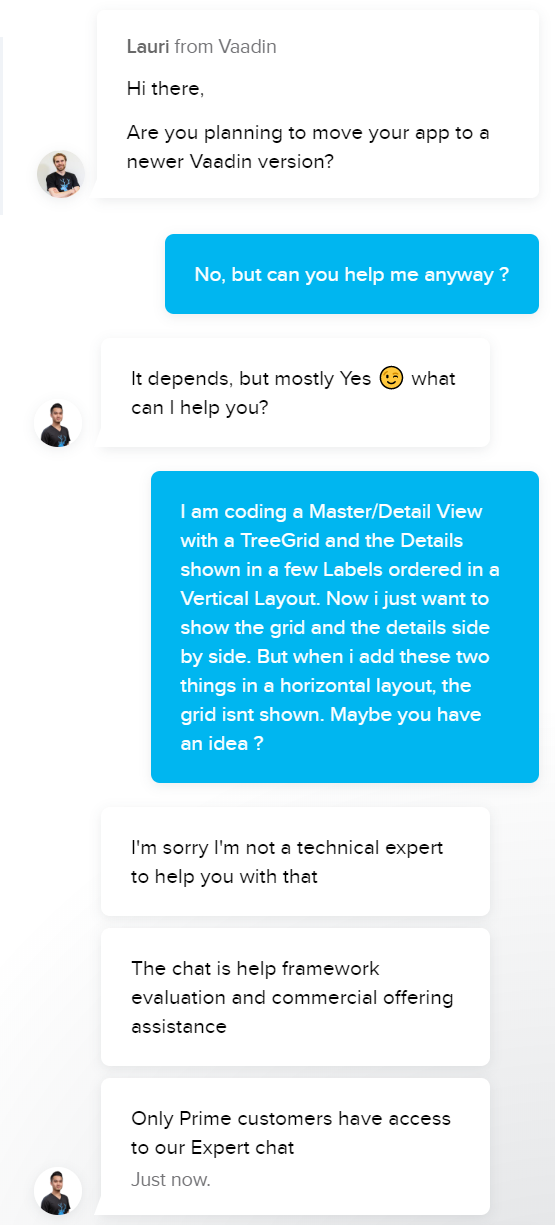 Lauri from Vaadin
Hi there,
Are you planning to move your app to a
newer Vaadin version?
No, but can you help me anyway ?
It depends, but mostly Yes 😉 what
can I help you?
I am coding a Master/Detail View
with a TreeGrid and the Details
shown in a few Labels ordered in a
Vertical Layout. Now i just want to
show the grid and the details side
by side. But when i add these two
things in a horizontal layout, the
grid isnt shown. Maybe you have
an idea ?
I'm sorry I'm not a technical expert
to help you with that
The chat is help framework
evaluation and commercial offering
assistance
Only Prime customers have access
to our Expert chat
Just now.